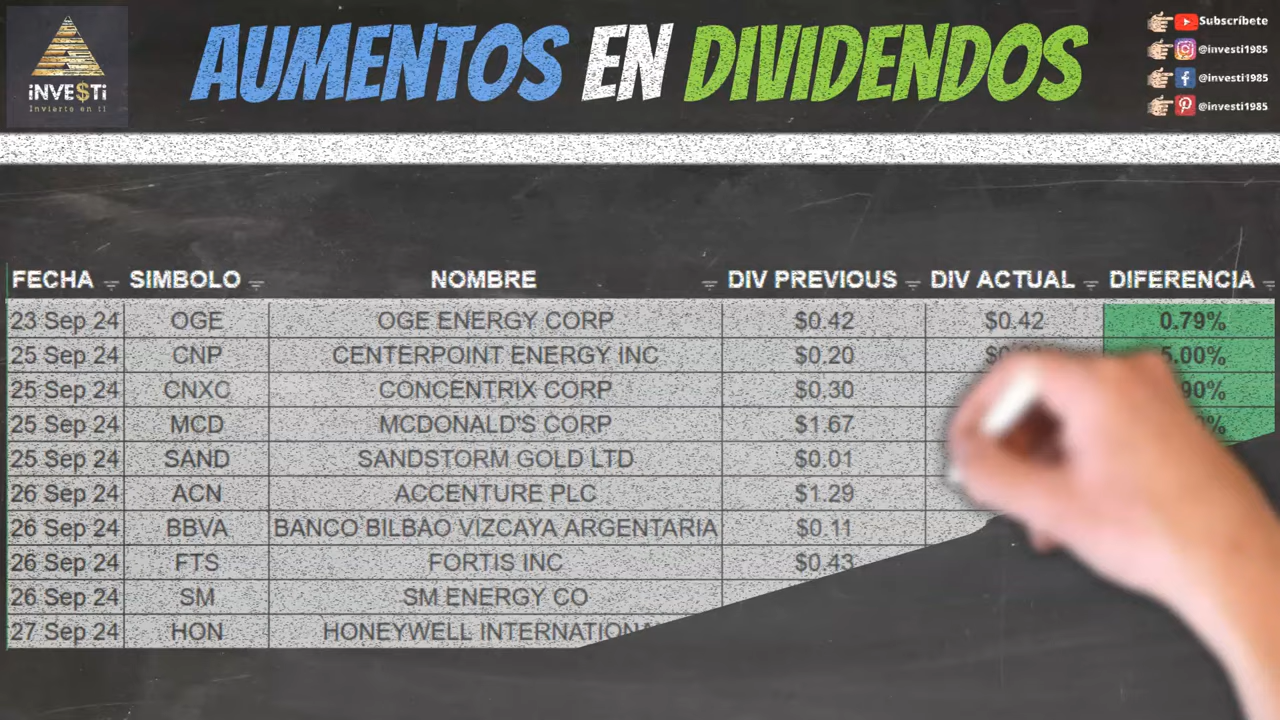 iNVE$Ti
Invierte en ti
AUMENTOS EN DIVIDENDOS
Subscríbete
@investi1985
@investi1985
@investi1985
FECHA SIMBOLO NOMBRE DIV PREVIOUS DIV ACTUAL DIFERENCIA
23 Sep 24 OGE OGE ENERGY CORP $0.42 $0.42 0.79%
25 Sep 24 CNP CENTERPOINT ENERGY INC $0.20 5.00%
25 Sep 24 CNXC CONCENTRIX CORP $0.30
25 Sep 24 MCD MCDONALD'S CORP $1.67
25 Sep 24 SAND SANDSTORM GOLD LTD $0.01
26 Sep 24 ACN ACCENTURE PLC $1.29
26 Sep 24 BBVA BANCO BILBAO VIZCAYA ARGENTARIA $0.11
26 Sep 24 FTS FORTIS INC $0.43
26 Sep 24 SM SM ENERGY CO
27 Sep 24 HON HONEYWELL